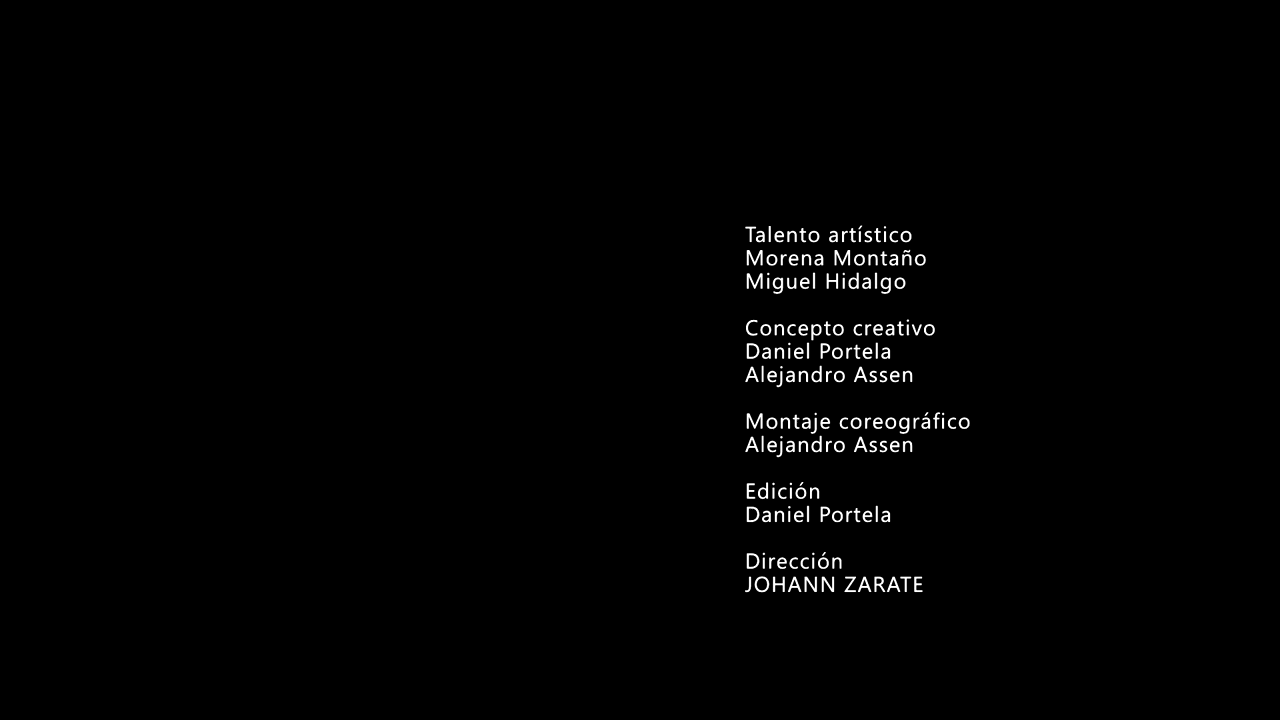 Talento artístico
Morena Montaño
Miguel Hidalgo
Concepto creativo
Daniel Portela
Alejandro Assen
Montaje coreográfico
Alejandro Assen
Edición
Daniel Portela
Dirección
JOHANN ZARATE